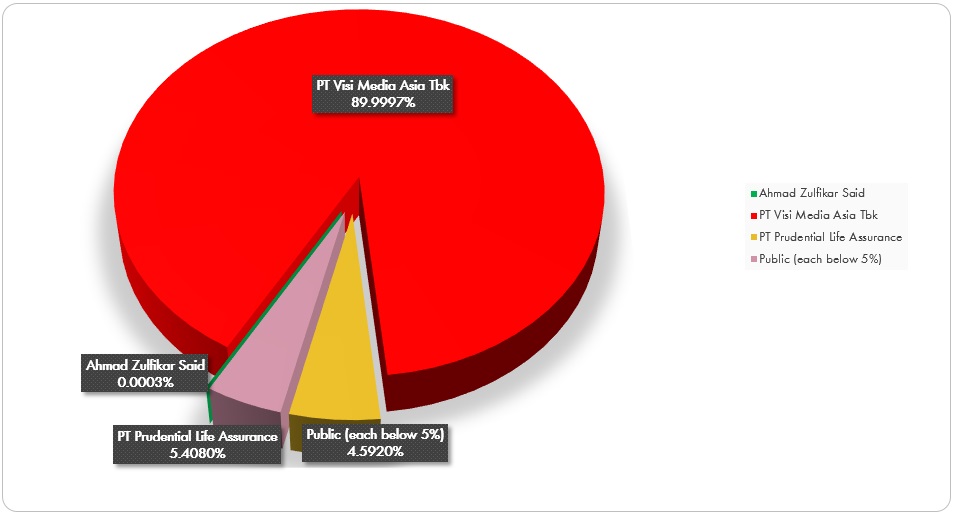 PT Visi Media Asia Tbk
89.9997%
Ahmad Zulfikar Said
PT Visi Media Asia Tbk
PT Prudential Life Assurance
Public (each below 5%)
Ahmad Zulfikar Said
0.0003%
PT Prudential Life Assurance
5.4080%
Public (each below 5%)
4.5920%